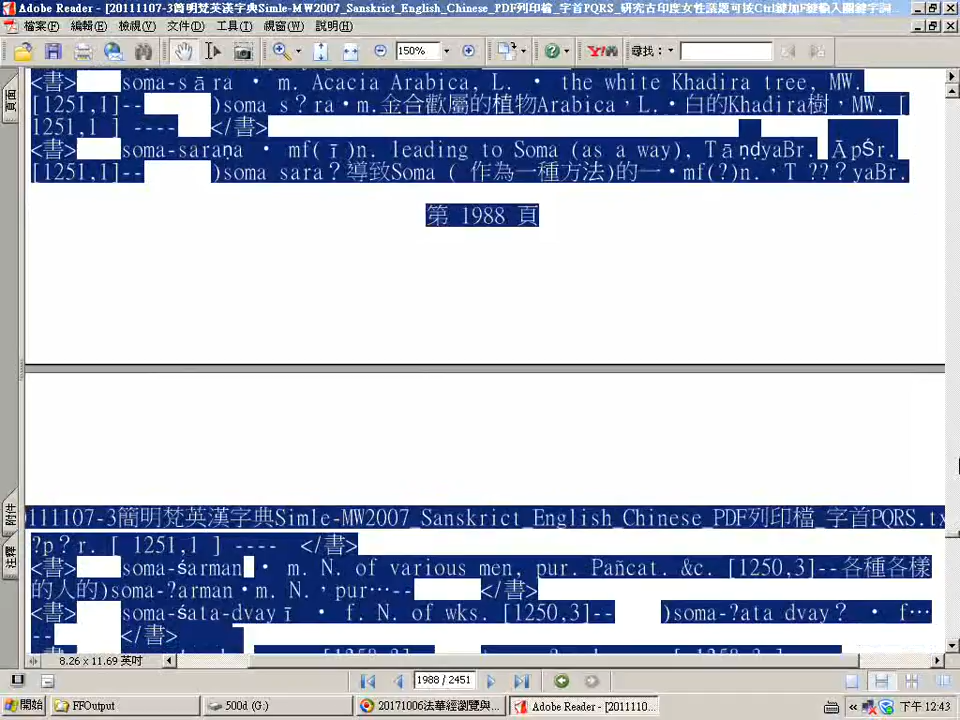 Adobe Reader - [20111107-3簡明梵英漢字典Simle-MW2007_Sanskrict_English_Chinese_PDF列印檔_字首PQRS_研究古印度女性議題可按Ctrl鍵加F鍵輸入關鍵字詞...
檔案(F) 編輯(E) 檢視(V) 文件(D) 工具(T) 視窗(W) 說明(H)
150% ? Y! 尋找:
頁面
<書> soma-sāra ‧ m. Acacia Arabica, L. ‧ the white Khadira tree, MW.
[1251,1]-- )soma s?ra‧m.金合歡屬的植物Arabica,L.‧白的Khadira樹,MW. [
1251,1 ] ---- </書>
<書> soma-saraṇa ‧ mf(ī)n. leading to Soma (as a way), TāṇḍyaBr. ĀpŚr.
[1251,1]-- )soma sara?導致Soma ( 作為一種方法)的一‧mf(?)n.,T ???yaBr.
第 1988 頁
附件
注釋
111107-3簡明梵英漢字典Simle-MW2007_Sanskrict_English_Chinese_PDF列印檔_字首PQRS.tx
?p?r. [ 1251,1 ] ---- </書>
<書> soma-śarman ‧ m. N. of various men, pur. Pañcat. &c. [1250,3]--各種各樣
的人的)soma-?arman‧m. N.,pur…-- </書>
<書> soma-śata-dvayī ‧ f. N. of wks. [1250,3]-- )soma-?ata dvay? ‧ f…
-- </書>
8.26 x 11.69 英吋
1988 / 2451
開始 FFOutput 500d (G:) 20171006法華經瀏覽與... Adobe Reader - [2011110... 下午 12:43